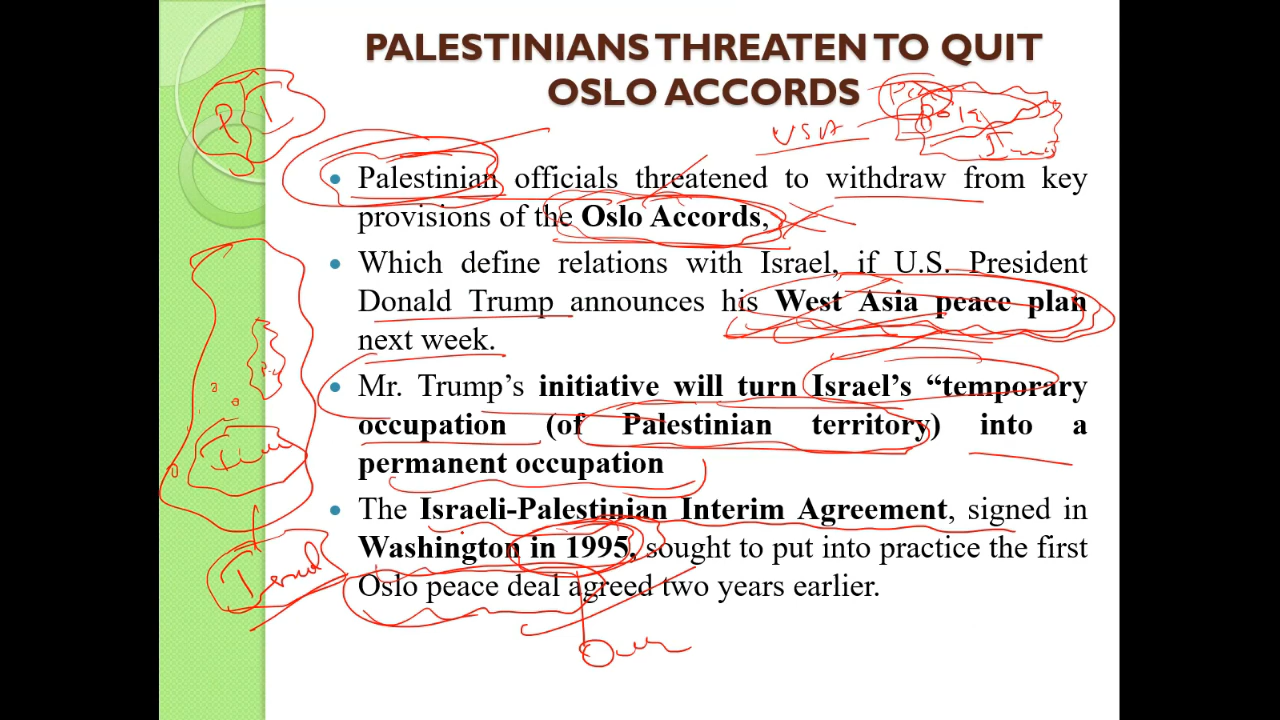 PALESTINIANS THREATEN TO QUIT
OSLO ACCORDS
USA
P I
Palestinian officials threatened to withdraw from key
provisions of the Oslo Accords,
Which define relations with Israel, if U.S. President
Donald Trump announces his West Asia peace plan
next week.
Mr. Trump's initiative will turn Israel's “temporary
occupation (of Palestinian territory) into a
permanent occupation
The Israeli-Palestinian Interim Agreement, signed in
Washington in 1995, sought to put into practice the first
Oslo peace deal agreed two years earlier.
Israel